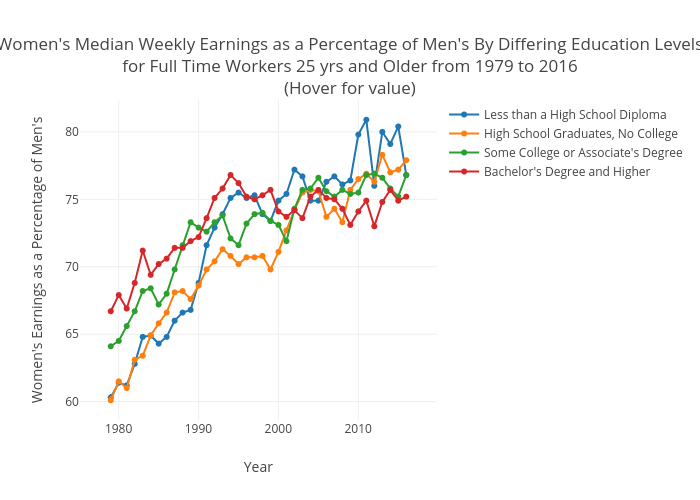 Women's Median Weekly Earnings as a Percentage of Men's By Differing Education Levels
for Full Time Workers 25 yrs and Older from 1979 to 2016
(Hover for value)
Less than a High School Diploma
High School Graduates, No College
Some College or Associate's Degree
Bachelor's Degree and Higher
Women's Earnings as a Percentage of Men's
80
75
70
65
60
1980
1990
2000
2010
Year